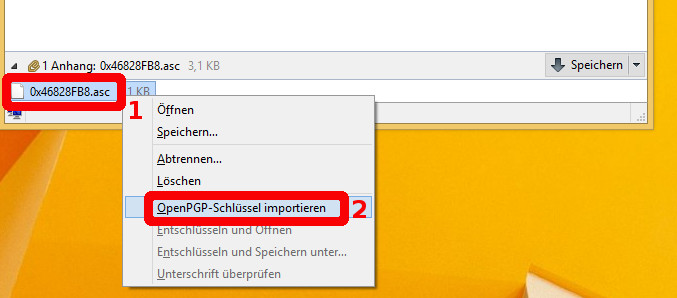 1 Anhang: 0x46828FB8.asc 3,1 KB Speichern
0x46828FB8.asc 1 KB
1
Öffnen
Speichern...
Abtrennen...
Löschen
OpenPGP-Schlüssel importieren 2
Entschlüsseln und Öffnen
Entschlüsseln und Speichern unter...
Unterschrift überprüfen